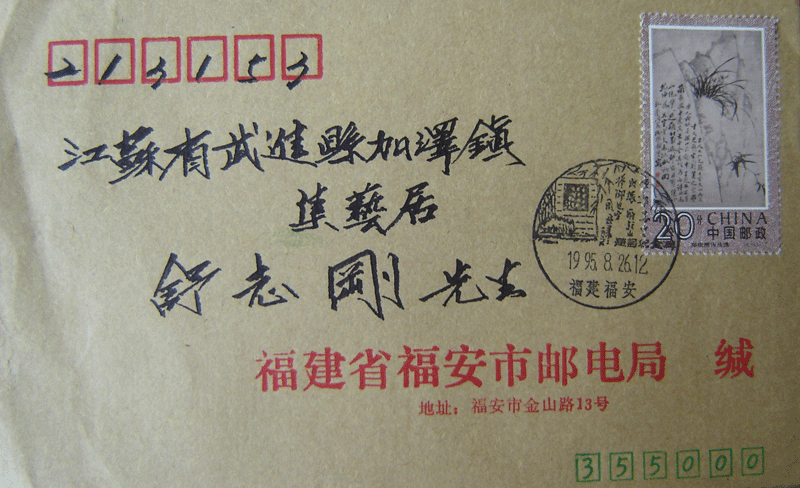 213153
江蘇省武進縣加澤鎮
集藝居
舒志剛 先生
20分 CHINA
中国邮政
1995.8.26.12
福建福安
福建省福安市邮电局 缄
地址：福安市金山路13号
355000